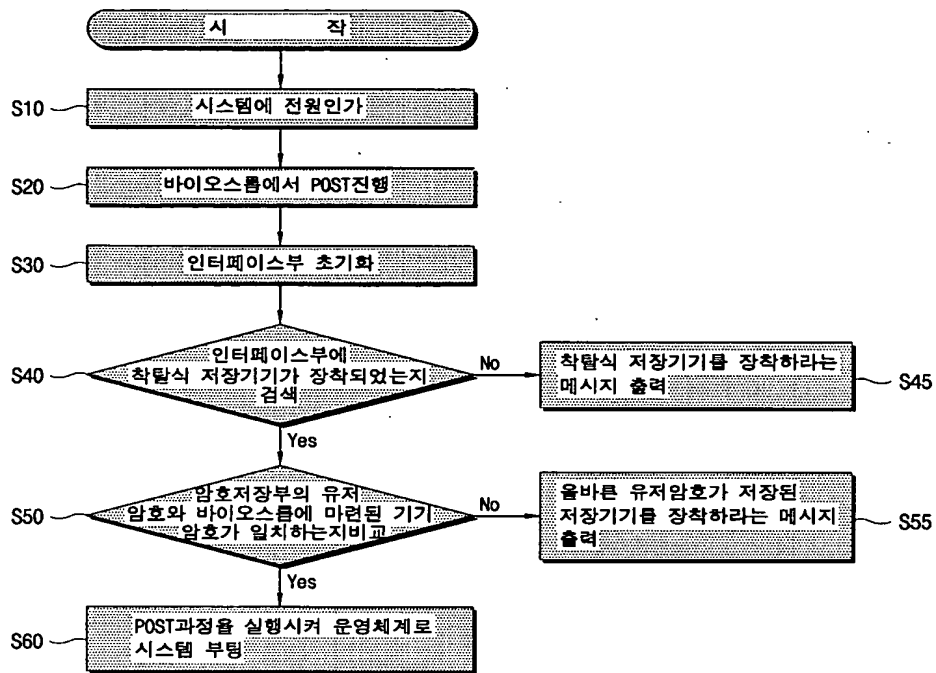 시 작
S10
시스템에 전원인가
S20
바이오스롬에서 POST진행
S30
인터페이스부 초기화
S40
인터페이스부에
착탈식 저장기기가 장착되었는지
검색
No
착탈식 저장기기를 장착하라는
메시지 출력
S45
Yes
S50
암호저장부의 유저
암호와 바이오스롬에 마련된 기기
암호가 일치하는지비교
No
올바른 유저암호가 저장된
저장기기를 장착하라는 메시지
출력
S55
Yes
S60
POST과정을 실행시켜 운영체계로
시스템 부팅